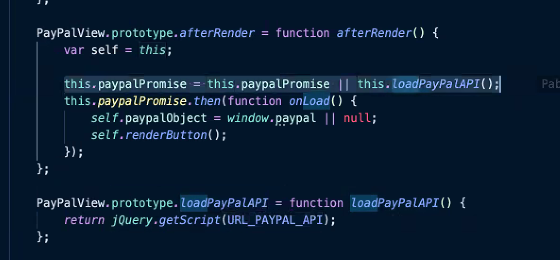 };
PayPalView.prototype.afterRender = function afterRender() {
    var self = this;
    this.paypalPromise = this.paypalPromise || this.loadPayPalAPI();
    this.paypalPromise.then(function onLoad() {
        self.paypalObject = window.paypal || null;
        self.renderButton();
    });
};
PayPalView.prototype.loadPayPalAPI = function loadPayPalAPI() {
    return jQuery.getScript(URL_PAYPAL_API);
};